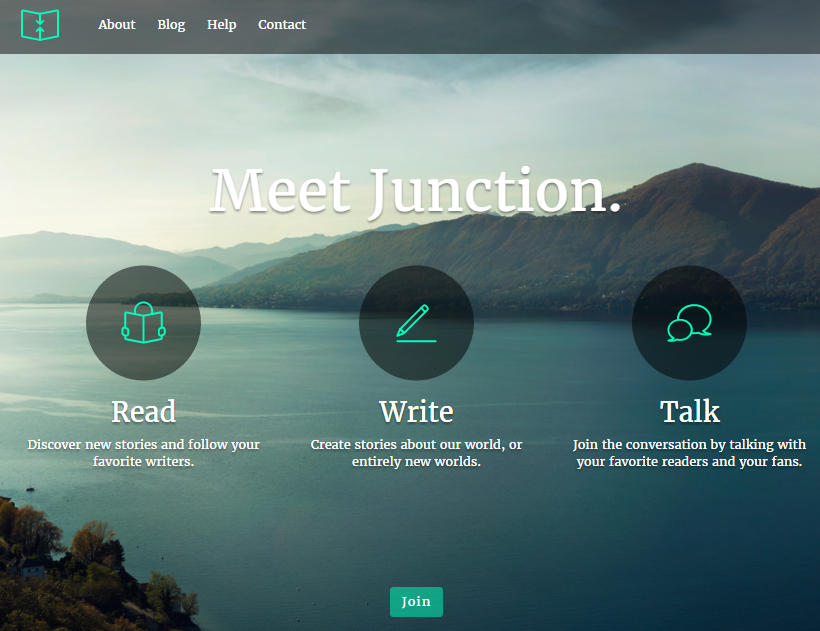 About Blog Help Contact
Meet Junction.
Read
Discover new stories and follow your
favorite writers.
Write
Create stories about our world, or
entirely new worlds.
Talk
Join the conversation by talking with
your favorite readers and your fans.
Join